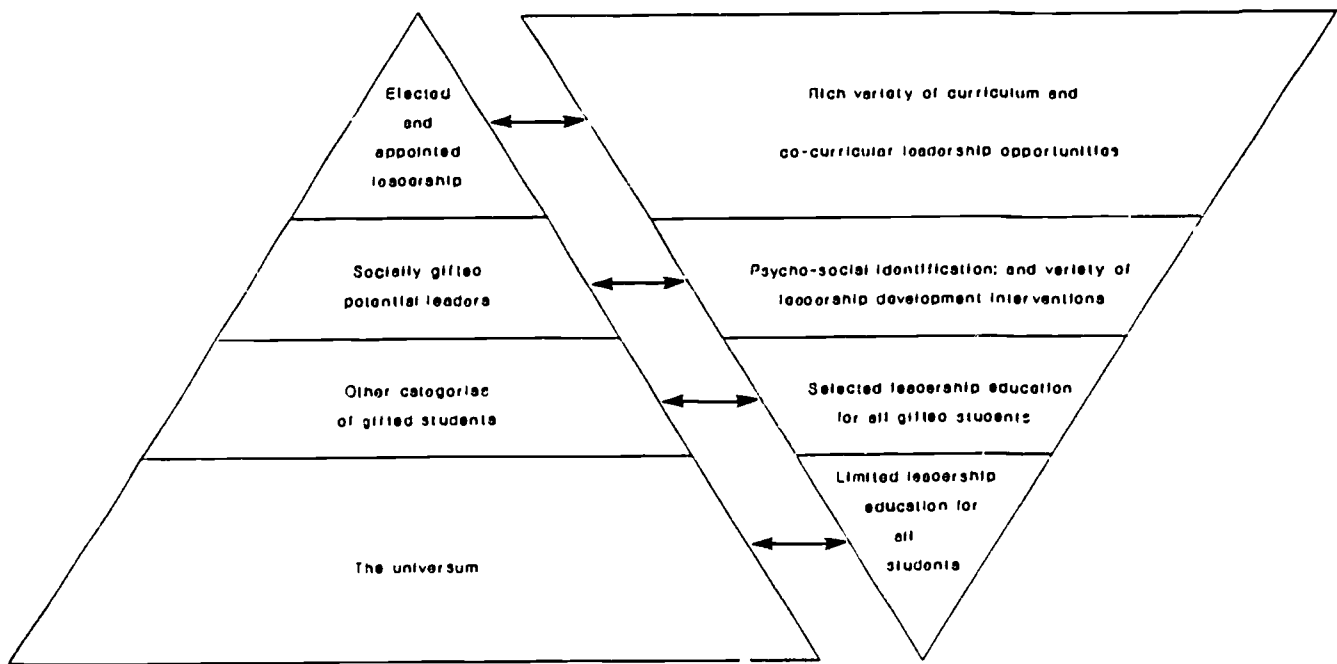 Elected
and
appointed
leadership
Rich variety of curriculum and
co-curricular leadership opportunities
Socially gifted
potential leaders
Psycho-social identification; and variety of
leadership development interventions
Other categories
of gifted students
Selected leadership education
for all gifted students
Limited leadership
education for
all
students
The universum